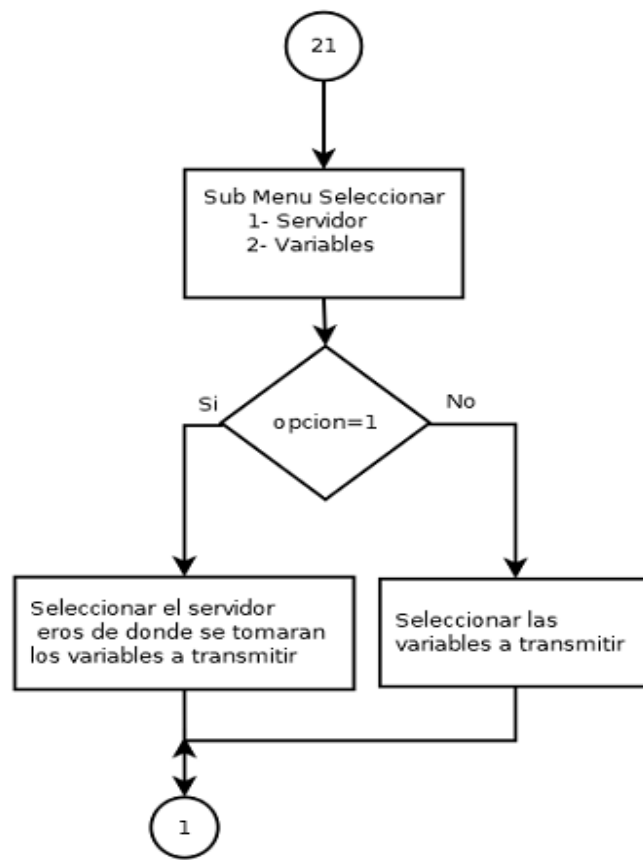 21
Sub Menu Seleccionar
1- Servidor
2- Variables
Si
opcion=1
No
Seleccionar el servidor
eros de donde se tomaran
los variables a transmitir
Seleccionar las
variables a transmitir
1